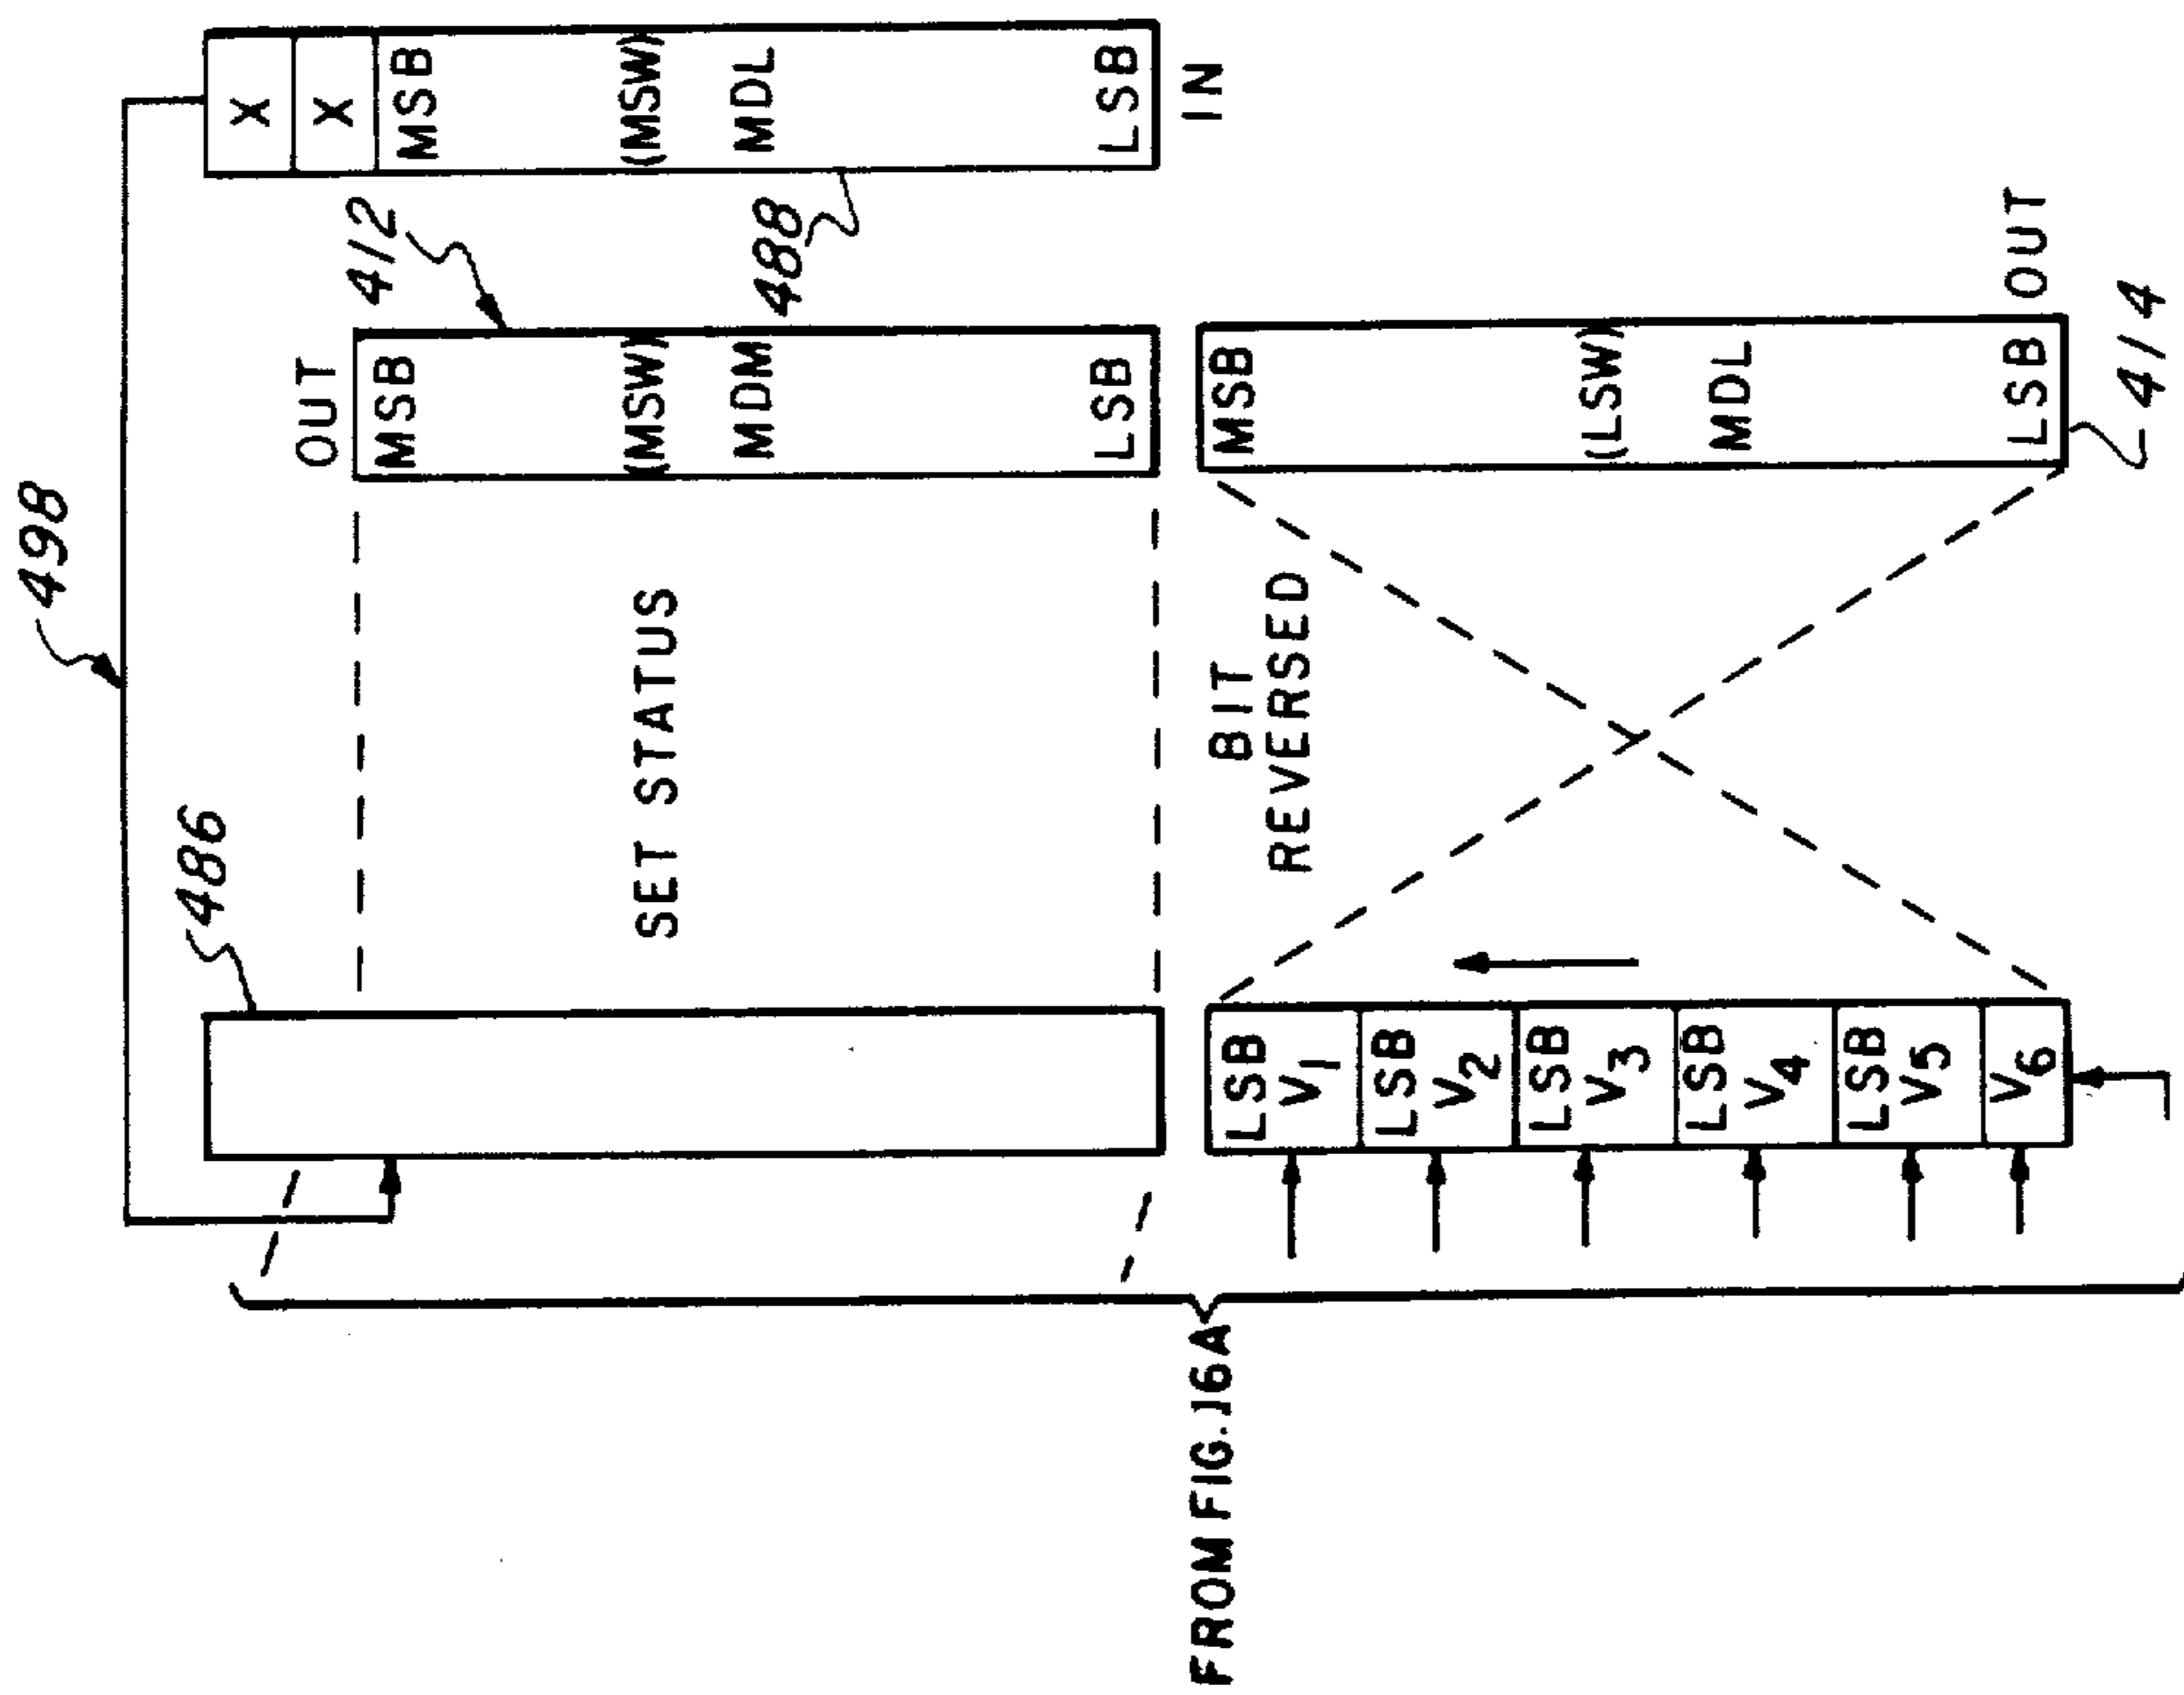 498
486
SET STATUS
OUT
412
MSB
(MSW)
MDM
LSB
X
X
MSB
(MSW)
MDL
LSB
488
IN
FROM FIG. 16A
LSB
V1
LSB
V2
LSB
V3
LSB
V4
LSB
V5
V6
BIT
REVERSED
MSB
(LSW)
MDL
LSB
OUT
414